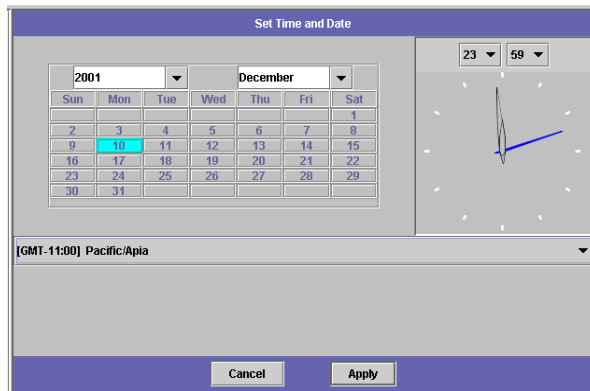 Set Time and Date
23 59
2001 December
Sun Mon Tue Wed Thu Fri Sat
1
2 3 4 5 6 7 8
9 10 11 12 13 14 15
16 17 18 19 20 21 22
23 24 25 26 27 28 29
30 31
[GMT-11:00] Pacific/Apia
Cancel Apply